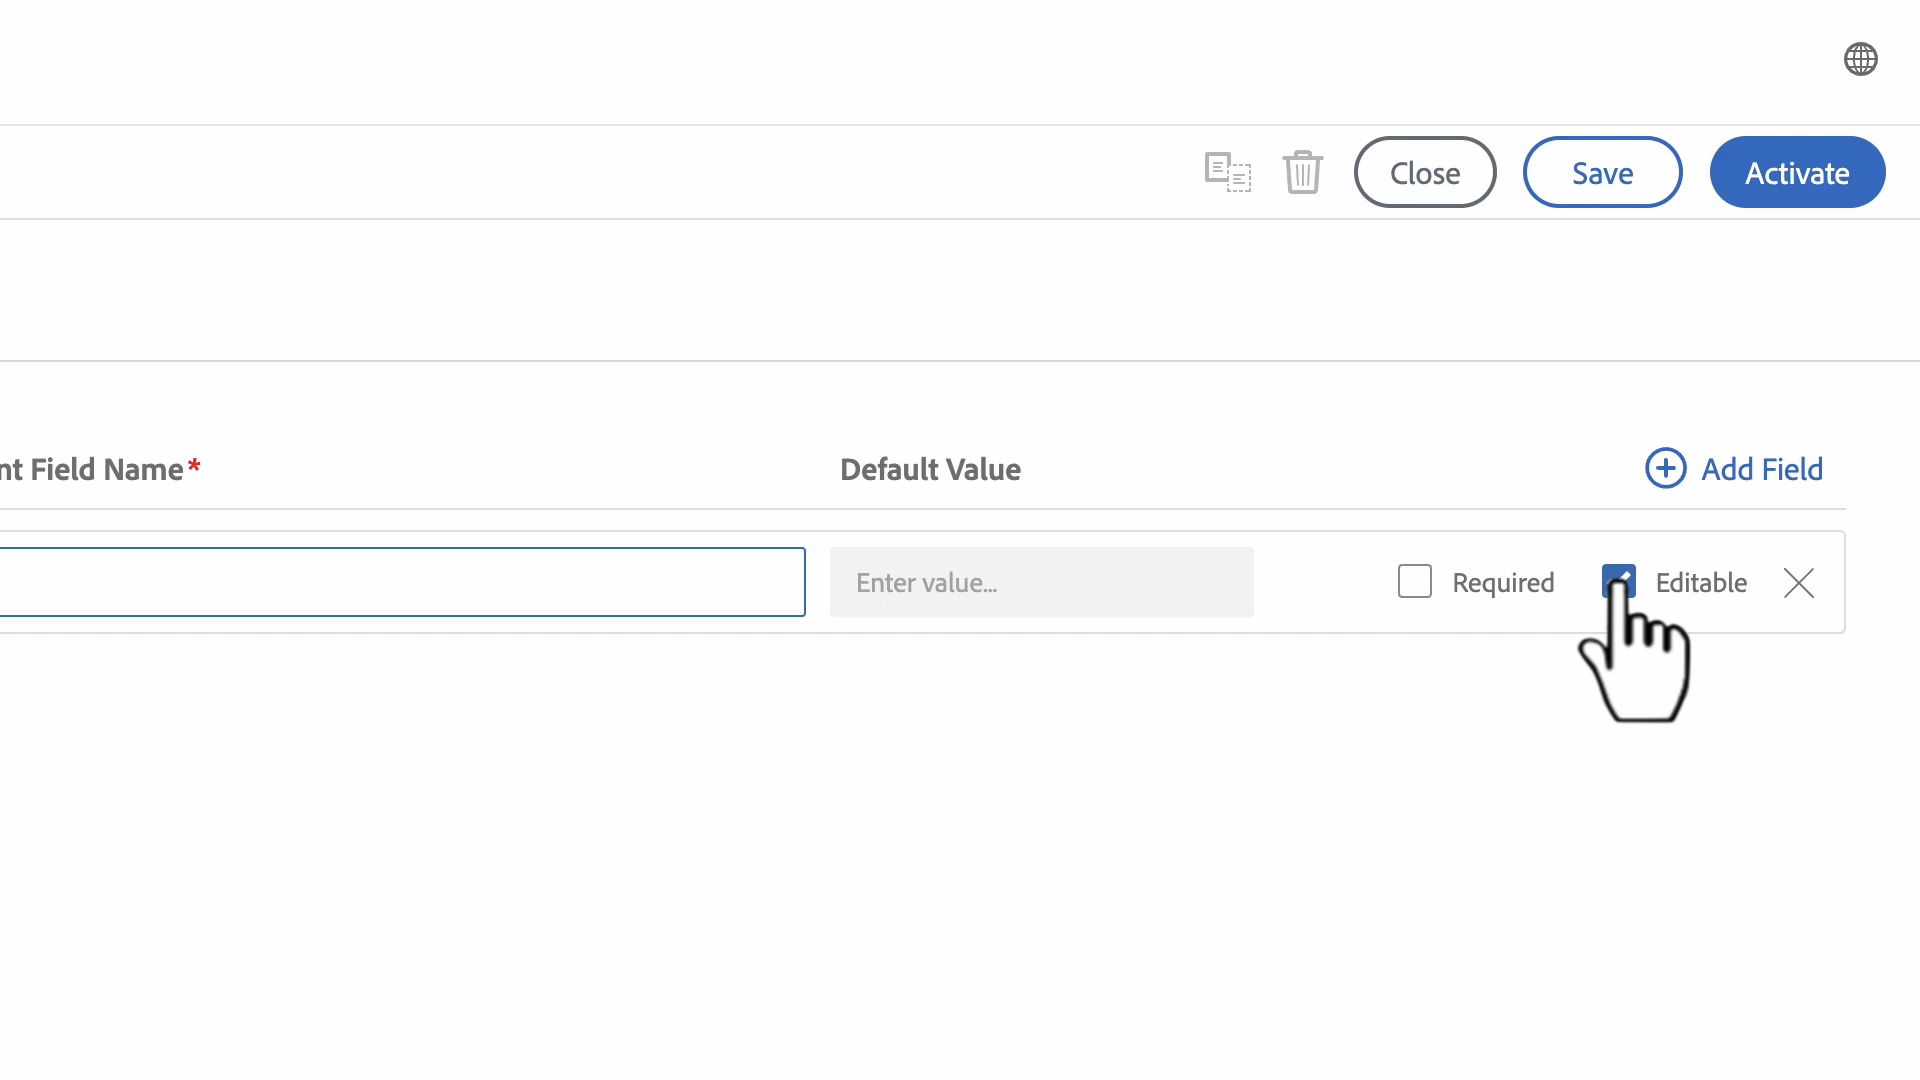 Close Save Activate
nt Field Name* Default Value Add Field
Enter value... Required Editable